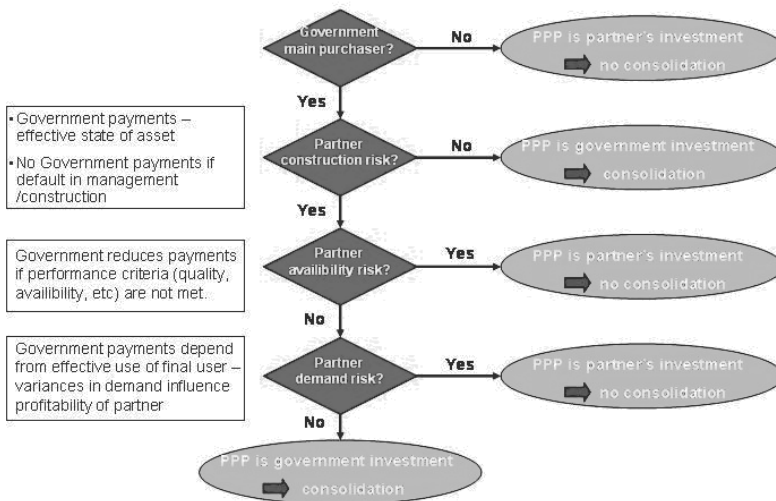 Government
main purchaser?
No
PPP is partner's investment
no consolidation
Yes
• Government payments –
effective state of asset
• No Government payments if
default in management
/construction
Partner
construction risk?
No
PPP is government investment
consolidation
Yes
Government reduces payments
if performance criteria (quality,
availibility, etc) are not met.
Partner
availibility risk?
Yes
PPP is partner's investment
no consolidation
No
Government payments depend
from effective use of final user –
variances in demand influence
profitability of partner
Partner
demand risk?
Yes
PPP is partner's investment
no consolidation
No
PPP is government investment
consolidation